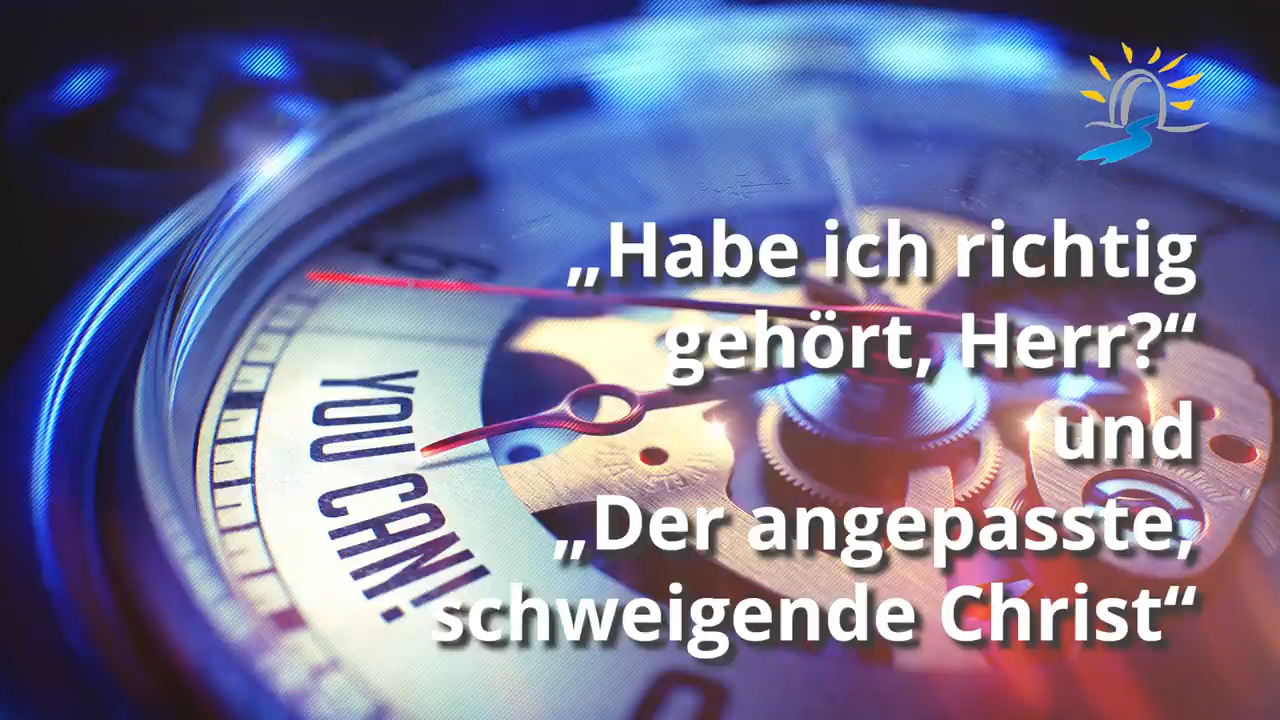 „Habe ich richtig
gehört, Herr?“
und
„Der angepasste,
schweigende Christ“
YOU CAN!